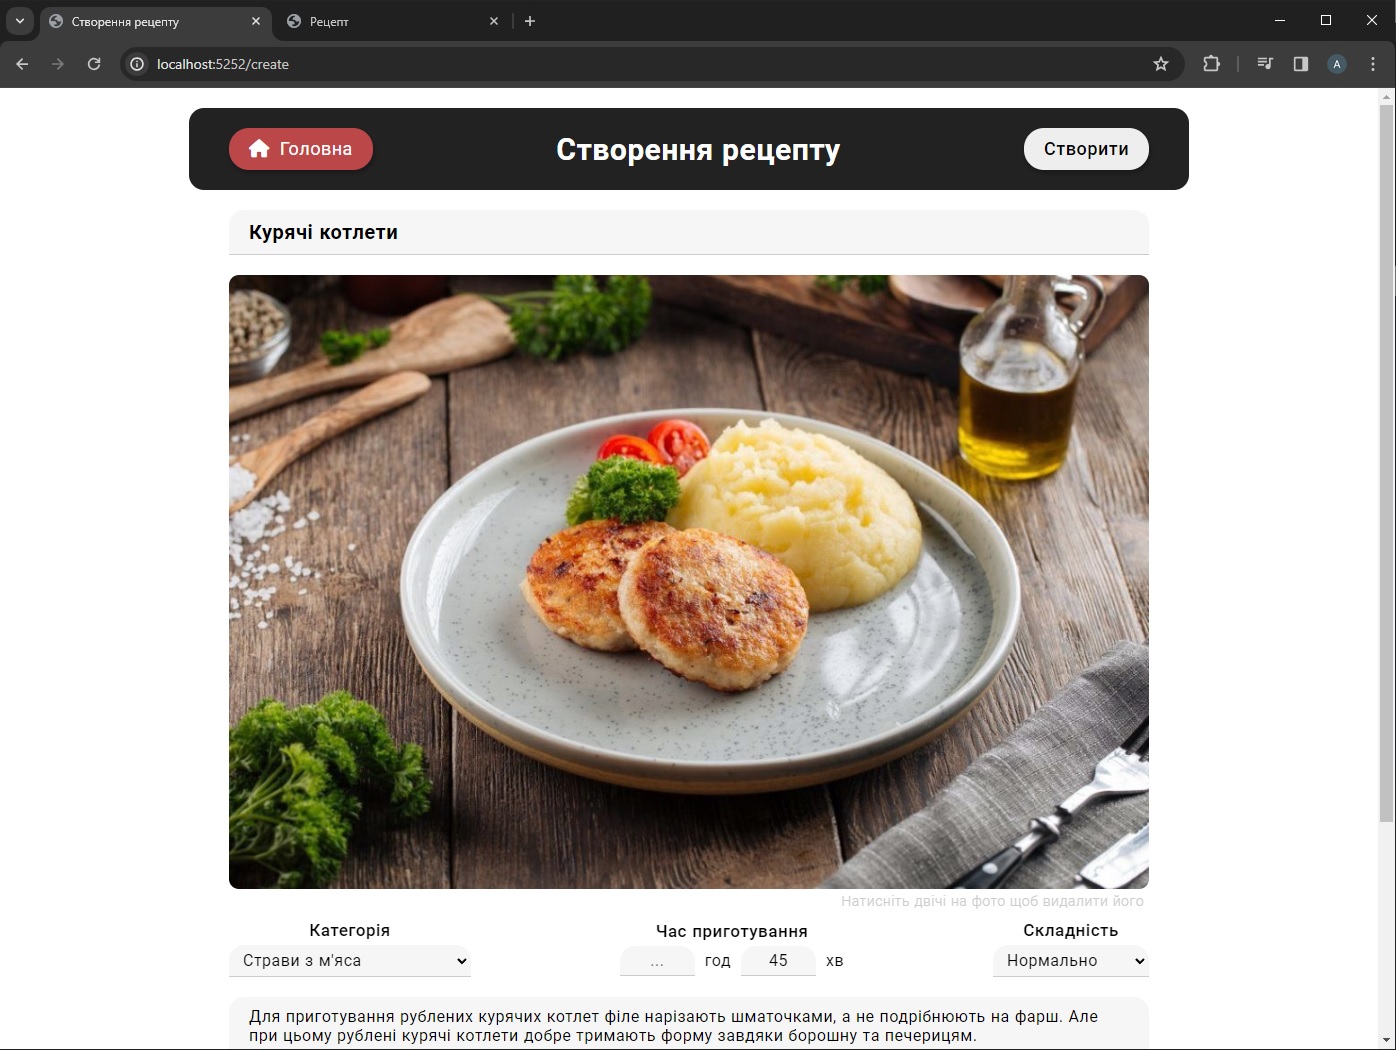 Створення рецепту
Рецепт
localhost:5252/create
A
Головна
Створення рецепту
Створити
Курячі котлети
Натисніть двічі на фото щоб видалити його
Категорія
Час приготування
Складність
Страви з м'яса
... год 45 хв
Нормально
Для приготування рублених курячих котлет філе нарізають шматочками, а не подрібнюють на фарш. Але
при цьому рублені курячі котлети добре тримають форму завдяки борошну та печерицям.